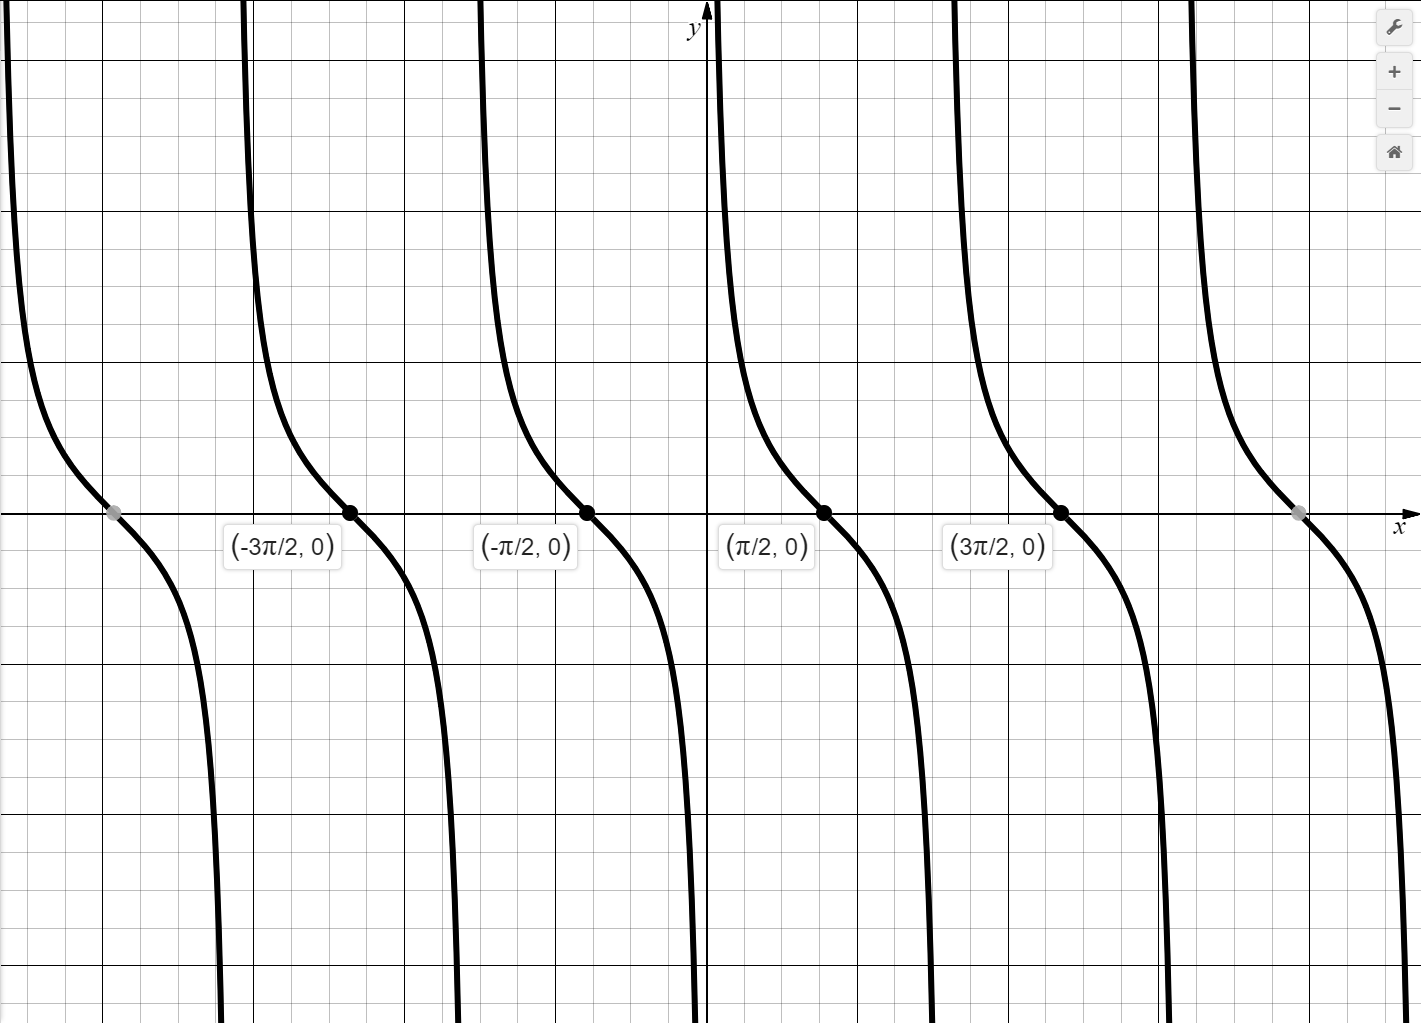 y
+
−
x
(-3π/2, 0)
(-π/2, 0)
(π/2, 0)
(3π/2, 0)